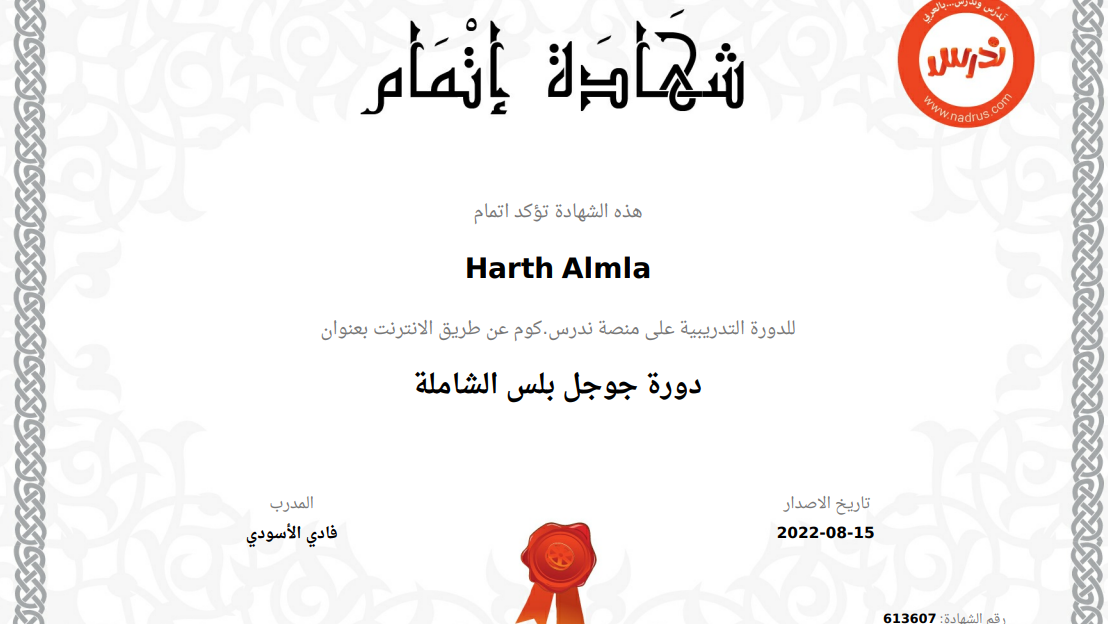 شَهَادَة إِتْمَام
تدرُس وتدرّس...بالعربي
ندرس
www.nadrus.com
هذه الشهادة تؤكد اتمام
Harth Almla
للدورة التدريبية على منصة ندرس.كوم عن طريق الانترنت بعنوان
دورة جوجل بلس الشاملة
تاريخ الاصدار
2022-08-15
المدرب
فادي الأسودي
رقم الشهادة: 613607